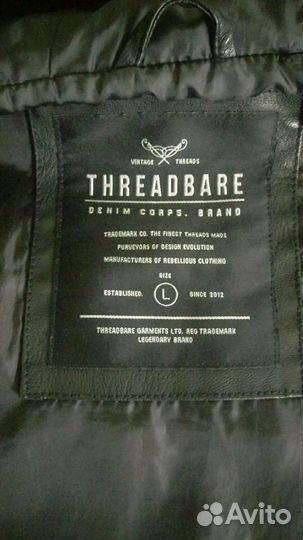 VINTAGE THREADS
THREADBARE
DENIM CORPS. BRAND
TRADEMARK CO. THE FINEST THREADS MADE
PURVEYORS OF DESIGN EVOLUTION
MANUFACTURERS OF REBELLIOUS CLOTHING
SIZE
ESTABLISHED. L SINCE 2012
THREADBARE GARMENTS LTD. REG TRADEMARK
LEGENDARY BRAND
Avito